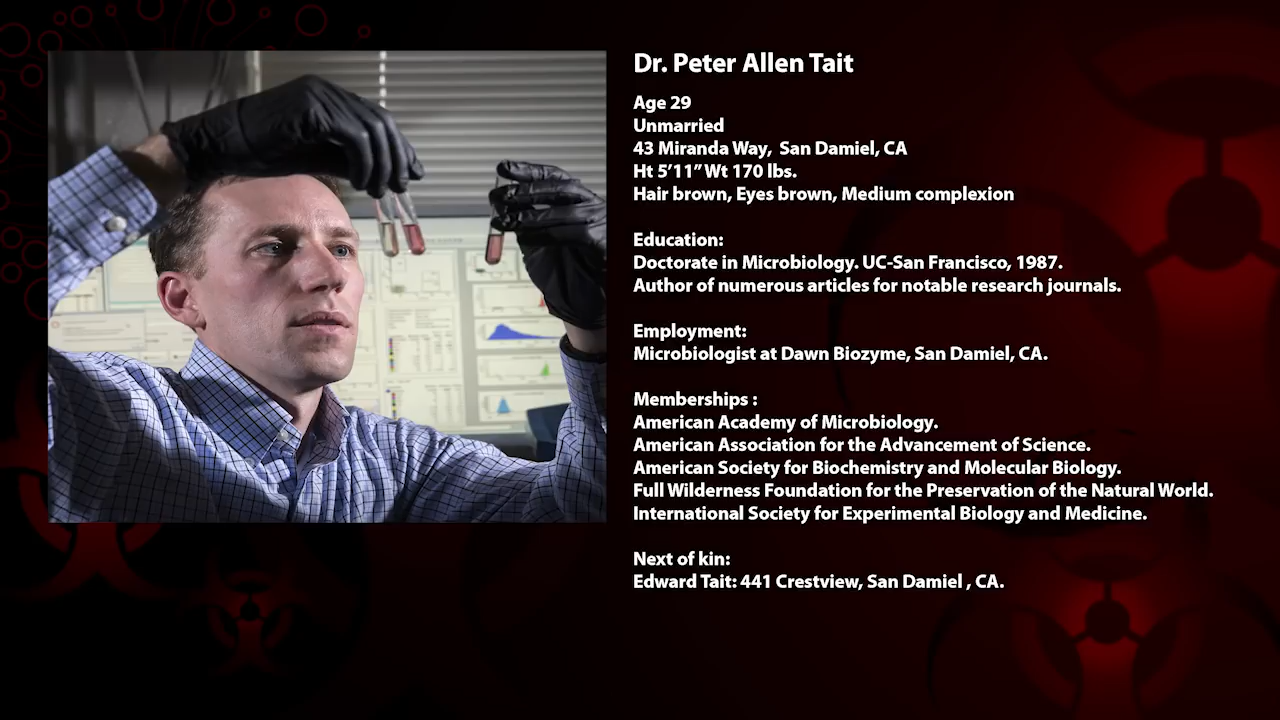 Dr. Peter Allen Tait
Age 29
Unmarried
43 Miranda Way,  San Damiel, CA
Ht 5’11” Wt 170 lbs.
Hair brown, Eyes brown, Medium complexion
Education:
Doctorate in Microbiology. UC-San Francisco, 1987.
Author of numerous articles for notable research journals.
Employment:
Microbiologist at Dawn Biozyme, San Damiel, CA.
Memberships :
American Academy of Microbiology.
American Association for the Advancement of Science.
American Society for Biochemistry and Molecular Biology.
Full Wilderness Foundation for the Preservation of the Natural World.
International Society for Experimental Biology and Medicine.
Next of kin:
Edward Tait: 441 Crestview, San Damiel , CA.